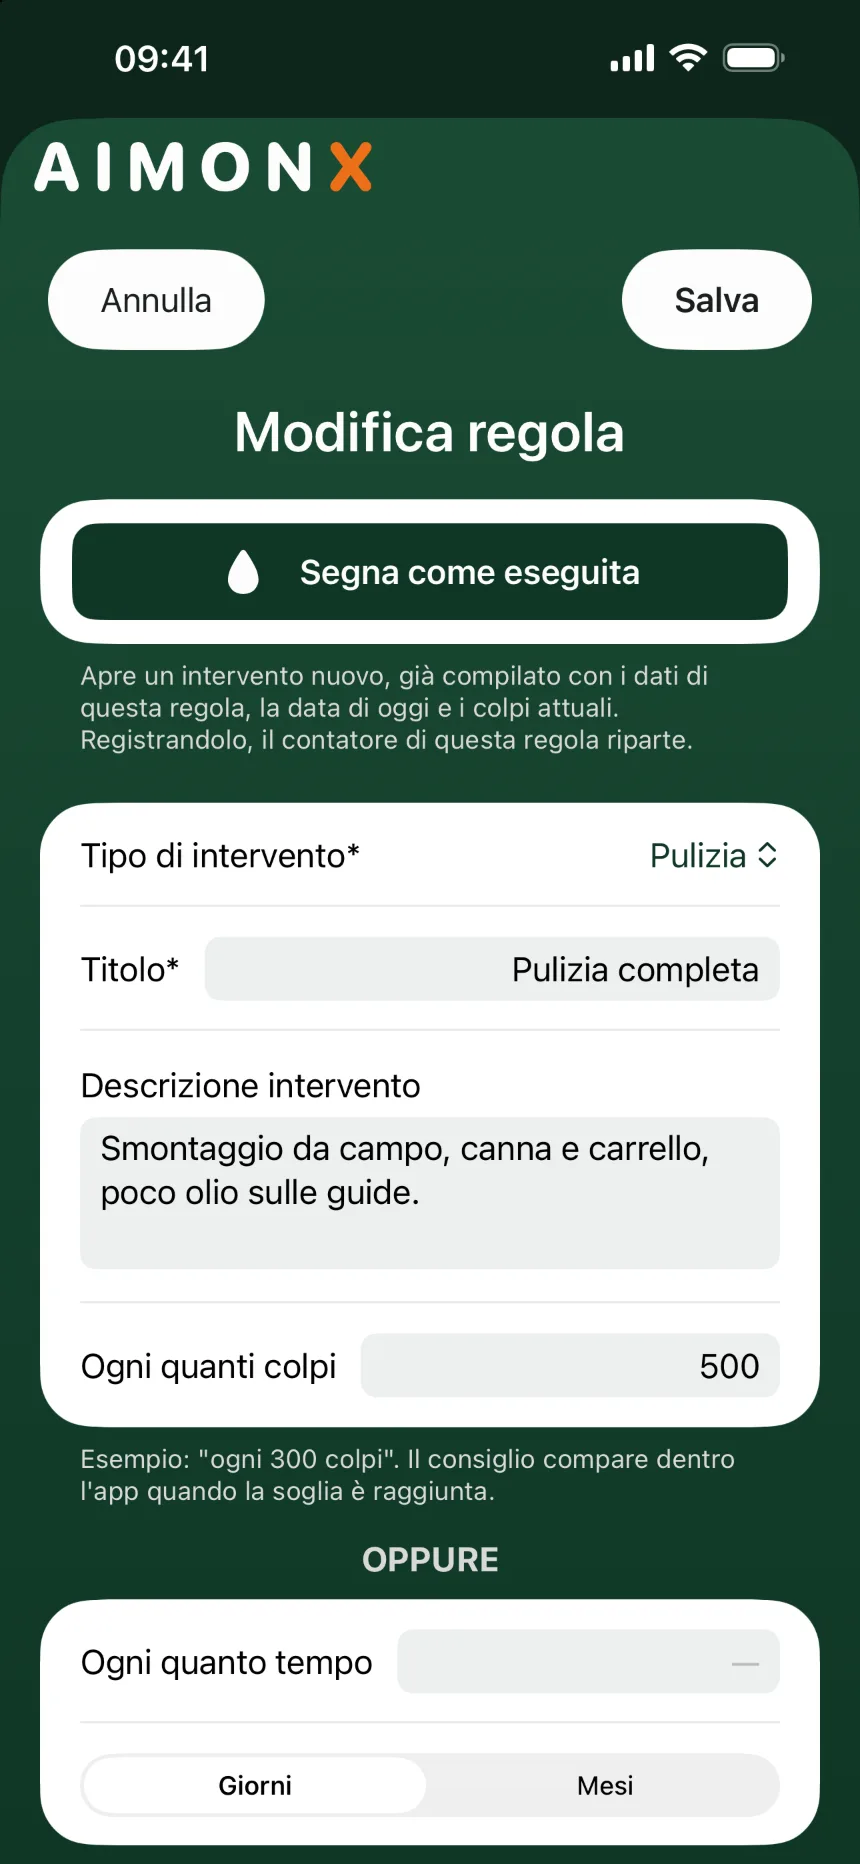 09:41
AIMONX
Annulla
Salva
Modifica regola
Segna come eseguita
Apre un intervento nuovo, già compilato con i dati di
questa regola, la data di oggi e i colpi attuali.
Registrandolo, il contatore di questa regola riparte.
Tipo di intervento*
Pulizia
Titolo*
Pulizia completa
Descrizione intervento
Smontaggio da campo, canna e carrello,
poco olio sulle guide.
Ogni quanti colpi
500
Esempio: "ogni 300 colpi". Il consiglio compare dentro
l'app quando la soglia è raggiunta.
OPPURE
Ogni quanto tempo
—
Giorni
Mesi